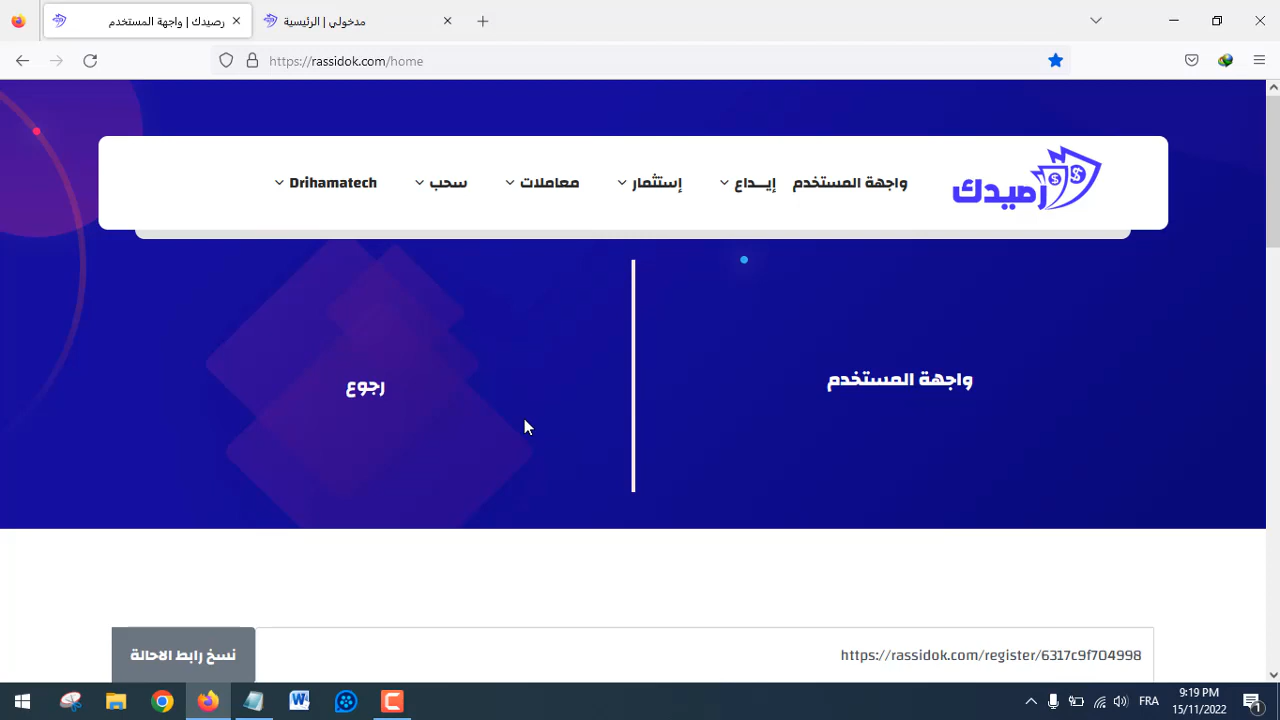 رصيدك | واجهة المستخدم
مدخولي | الرئيسية
https://rassidok.com/home
رصيدك
واجهة المستخدم
إيــداع
إستثمار
معاملات
سحب
Drihamatech
واجهة المستخدم
رجوع
https://rassidok.com/register/6317c9f704998
نسخ رابط الاحالة
FRA
9:19 PM
15/11/2022
1